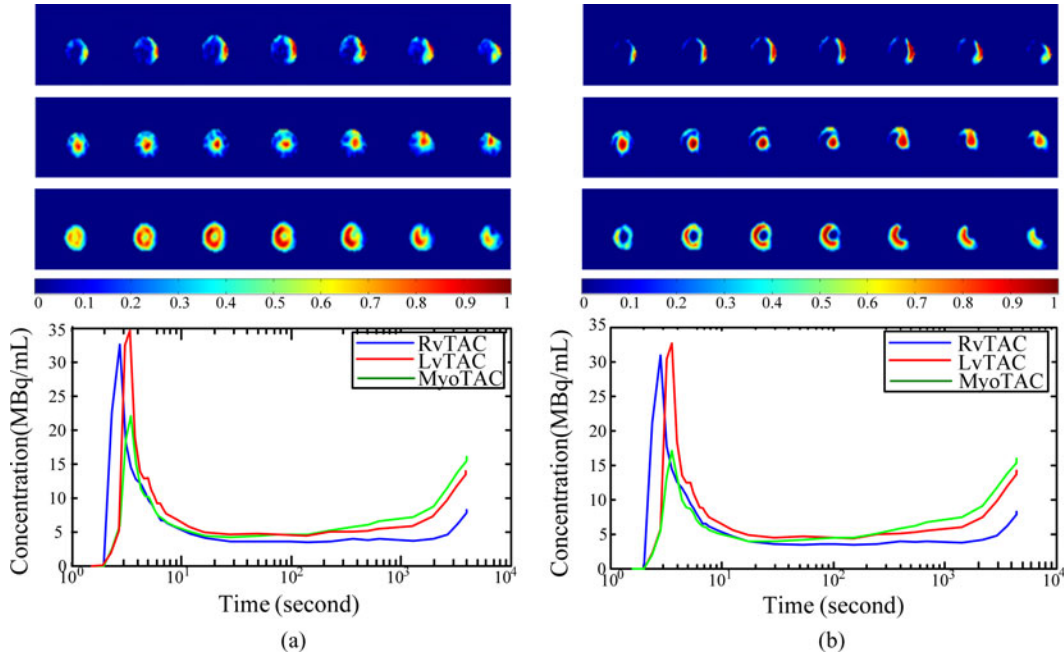 0 0.1 0.2 0.3 0.4 0.5 0.6 0.7 0.8 0.9 1
0 0.1 0.2 0.3 0.4 0.5 0.6 0.7 0.8 0.9 1
35
30
25
20
15
10
5
0
Concentration(MBq/mL)
RvTAC
LvTAC
MyoTAC
10^0 10^1 10^2 10^3 10^4
Time (second)
(a)
35
30
25
20
15
10
5
0
Concentration(MBq/mL)
RvTAC
LvTAC
MyoTAC
10^0 10^1 10^2 10^3 10^4
Time (second)
(b)